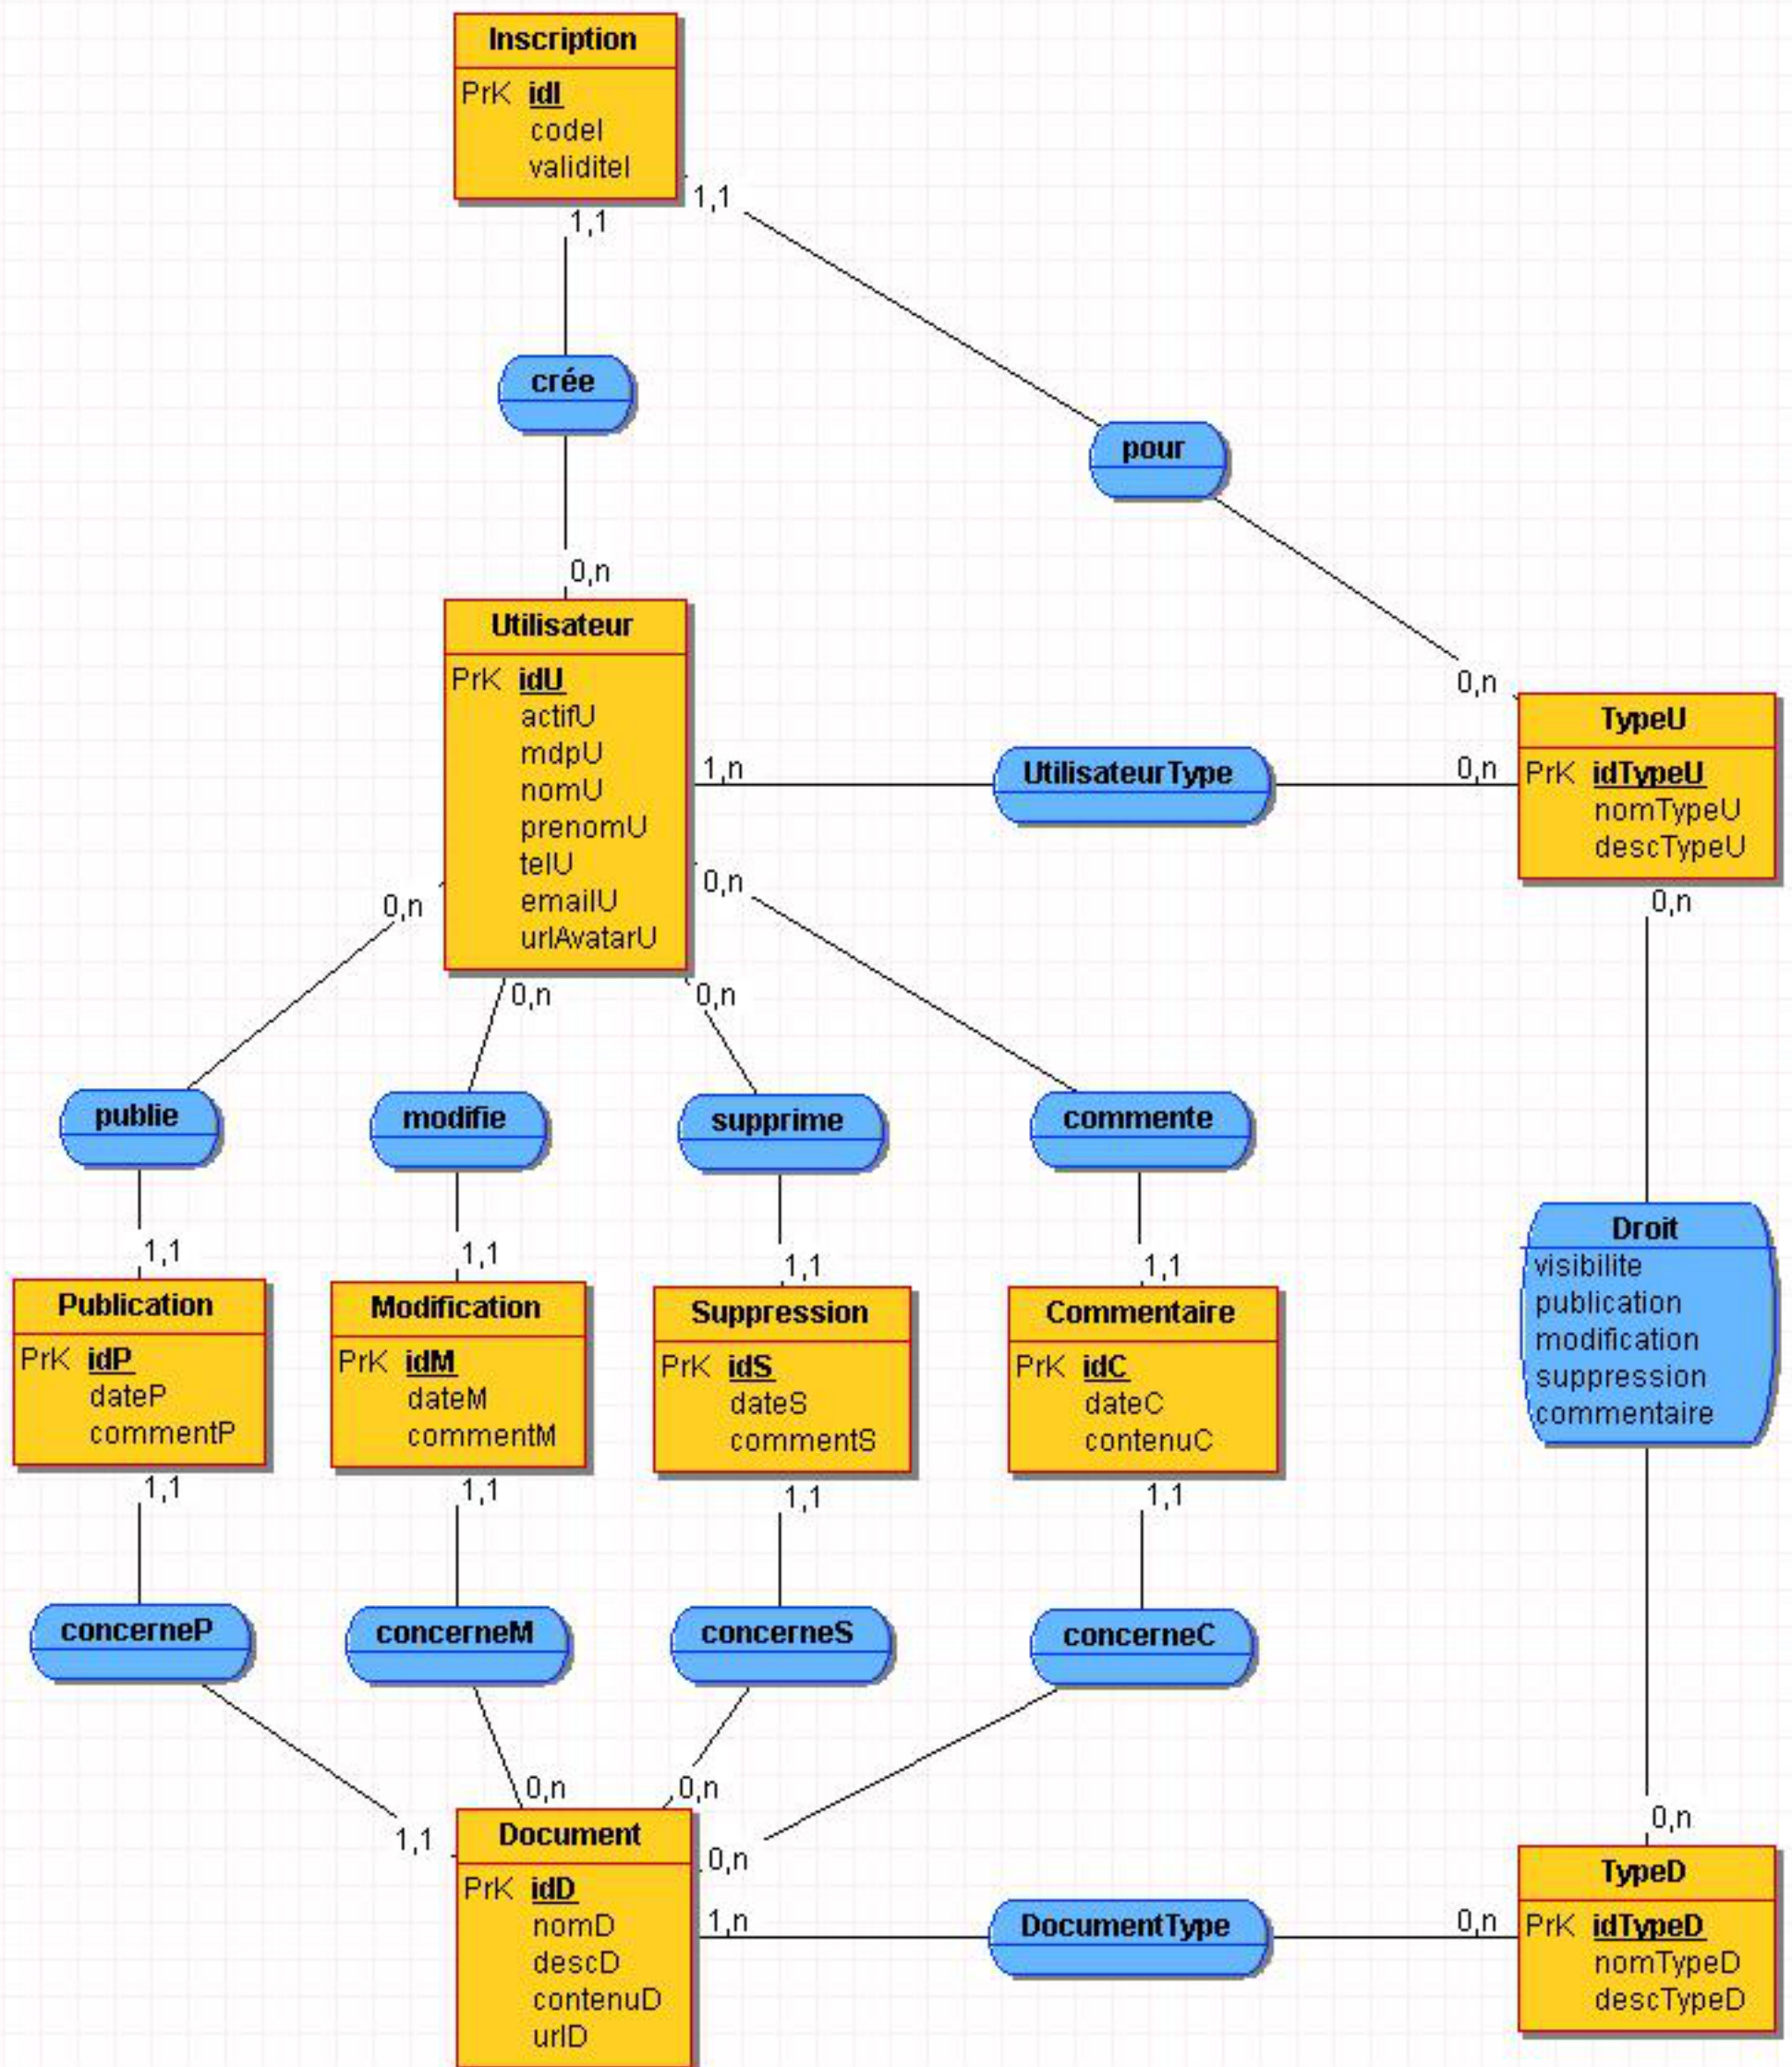 Inscription
PrK idI
codeI
validiteI
1,1
1,1
crée
pour
0,n
0,n
Utilisateur
PrK idU
actifU
mdpU
nomU
prenomU
telU
emailU
urlAvatarU
1,n
UtilisateurType
0,n
TypeU
PrK idTypeU
nomTypeU
descTypeU
0,n
0,n
0,n
0,n
0,n
publie
modifie
supprime
commente
1,1
1,1
1,1
1,1
Publication
PrK idP
dateP
commentP
Modification
PrK idM
dateM
commentM
Suppression
PrK idS
dateS
commentS
Commentaire
PrK idC
dateC
contenuC
Droit
visibilite
publication
modification
suppression
commentaire
1,1
1,1
1,1
1,1
concerneP
concerneM
concerneS
concerneC
1,1
0,n
0,n
0,n
0,n
Document
PrK idD
nomD
descD
contenuD
urlD
1,n
DocumentType
0,n
TypeD
PrK idTypeD
nomTypeD
descTypeD